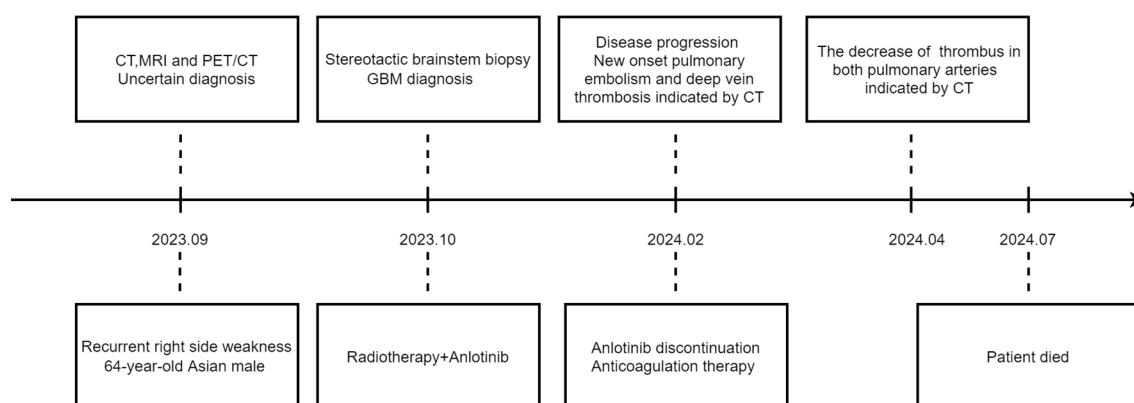 CT,MRI and PET/CT
Uncertain diagnosis
Stereotactic brainstem biopsy
GBM diagnosis
Disease progression
New onset pulmonary
embolism and deep vein
thrombosis indicated by CT
The decrease of thrombus in
both pulmonary arteries
indicated by CT
2023.09
2023.10
2024.02
2024.04
2024.07
Recurrent right side weakness
64-year-old Asian male
Radiotherapy+Anlotinib
Anlotinib discontinuation
Anticoagulation therapy
Patient died